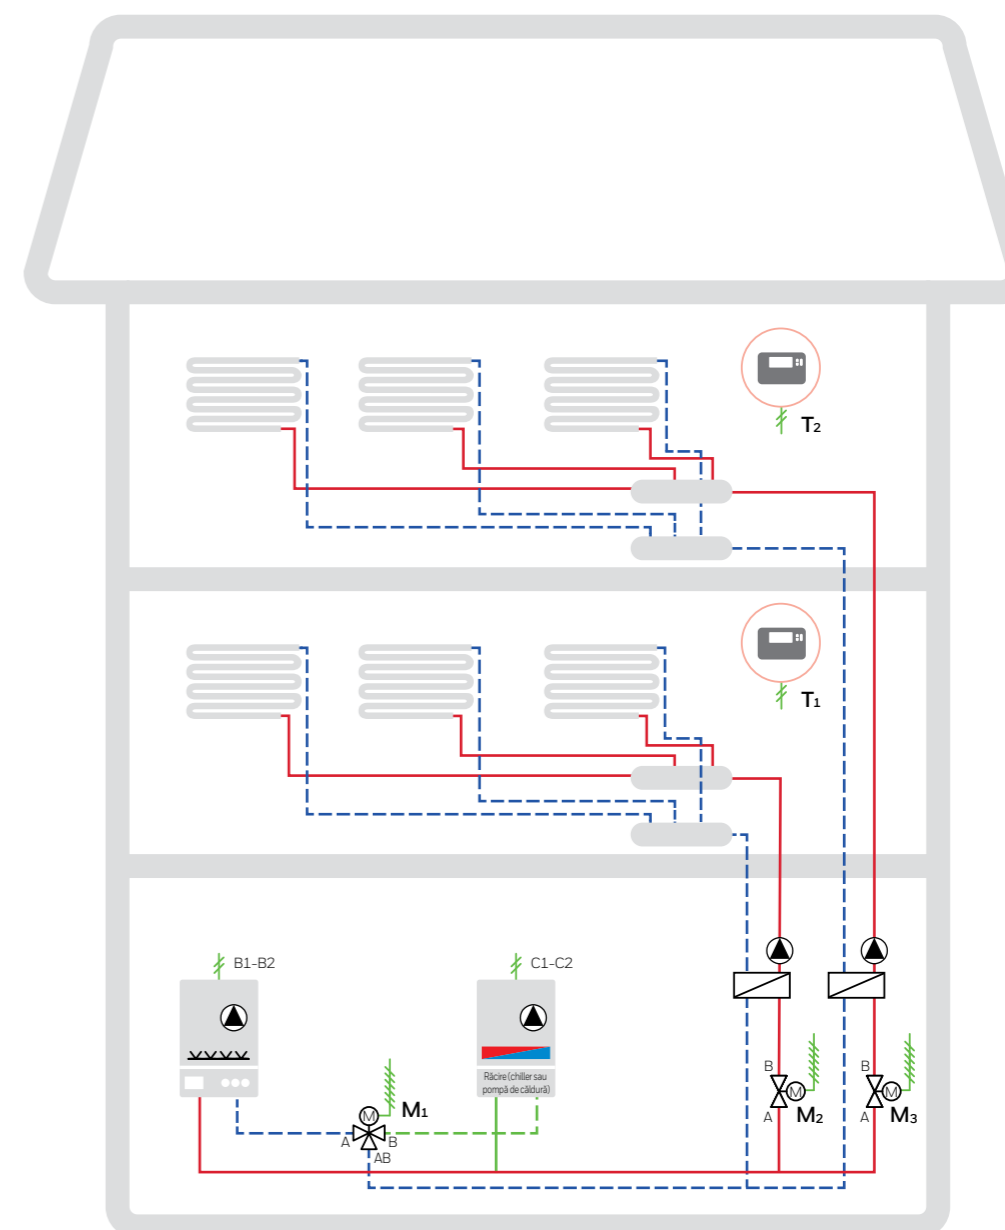 T2
T1
B1-B2
C1-C2
Răcire (chiller sau
pompă de căldură)
M
M1
A
B
AB
B
M
A
M2
B
M
A
M3